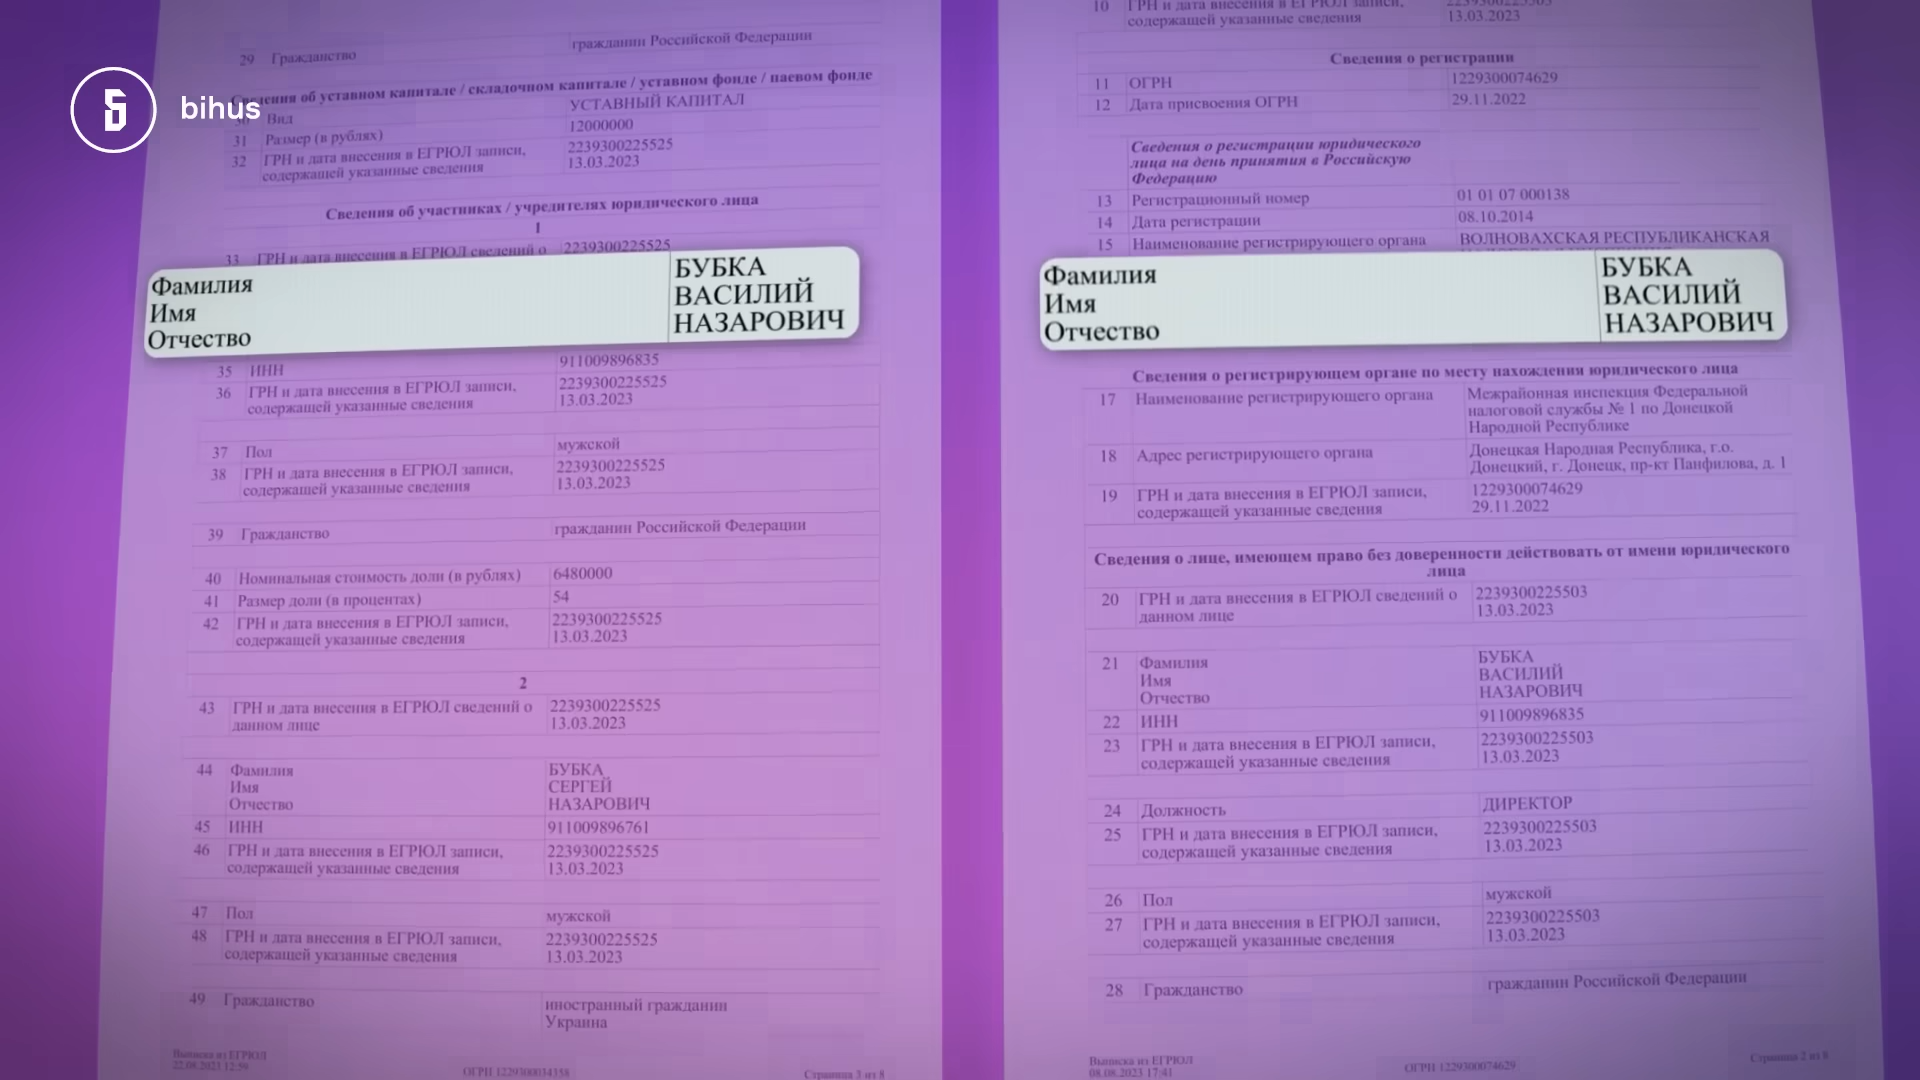 bihus
29 Гражданство гражданин Российской Федерации
Сведения об уставном капитале / складочном капитале / уставном фонде / паевом фонде
Вид УСТАВНЫЙ КАПИТАЛ
31 Размер (в рублях) 12000000
32 ГРН и дата внесения в ЕГРЮЛ записи, 2239300225525
содержащей указанные сведения 13.03.2023
Сведения об участниках / учредителях юридического лица
1
33 ГРН и дата внесения в ЕГРЮЛ сведений о 2239300225525
Фамилия БУБКА
Имя ВАСИЛИЙ
Отчество НАЗАРОВИЧ
35 ИНН 911009896835
36 ГРН и дата внесения в ЕГРЮЛ записи, 2239300225525
содержащей указанные сведения 13.03.2023
37 Пол мужской
38 ГРН и дата внесения в ЕГРЮЛ записи, 2239300225525
содержащей указанные сведения 13.03.2023
39 Гражданство гражданин Российской Федерации
40 Номинальная стоимость доли (в рублях) 6480000
41 Размер доли (в процентах) 54
42 ГРН и дата внесения в ЕГРЮЛ записи, 2239300225525
содержащей указанные сведения 13.03.2023
2
43 ГРН и дата внесения в ЕГРЮЛ сведений о 2239300225525
данном лице 13.03.2023
44 Фамилия БУБКА
Имя СЕРГЕЙ
Отчество НАЗАРОВИЧ
45 ИНН 911009896761
46 ГРН и дата внесения в ЕГРЮЛ записи, 2239300225525
содержащей указанные сведения 13.03.2023
47 Пол мужской
48 ГРН и дата внесения в ЕГРЮЛ записи, 2239300225525
содержащей указанные сведения 13.03.2023
49 Гражданство иностранный гражданин
Украина
Выписка из ЕГРЮЛ
22.08.2023 12:59 ОГРН Страница 3 из 8
10 ГРН и дата внесения в ЕГРЮЛ записи,
содержащей указанные сведения 13.03.2023
Сведения о регистрации
11 ОГРН 1229300074629
12 Дата присвоения ОГРН 29.11.2022
Сведения о регистрации юридического
лица на день принятия в Российскую
Федерацию
13 Регистрационный номер 01 01 07 000138
14 Дата регистрации 08.10.2014
15 Наименование регистрирующего органа ВОЛНОВАХСКАЯ РЕСПУБЛИКАНСКАЯ
Фамилия БУБКА
Имя ВАСИЛИЙ
Отчество НАЗАРОВИЧ
Сведения о регистрирующем органе по месту нахождения юридического лица
17 Наименование регистрирующего органа Межрайонная инспекция Федеральной
налоговой службы № 1 по Донецкой
Народной Республике
18 Адрес регистрирующего органа Донецкая Народная Республика, г.о.
Донецкий, г. Донецк, пр-кт Панфилова, д. 1
19 ГРН и дата внесения в ЕГРЮЛ записи, 1229300074629
содержащей указанные сведения 29.11.2022
Сведения о лице, имеющем право без доверенности действовать от имени юридического
лица
20 ГРН и дата внесения в ЕГРЮЛ сведений о 2239300225503
данном лице 13.03.2023
21 Фамилия БУБКА
Имя ВАСИЛИЙ
Отчество НАЗАРОВИЧ
22 ИНН 911009896835
23 ГРН и дата внесения в ЕГРЮЛ записи, 2239300225503
содержащей указанные сведения 13.03.2023
24 Должность ДИРЕКТОР
25 ГРН и дата внесения в ЕГРЮЛ записи, 2239300225503
содержащей указанные сведения 13.03.2023
26 Пол мужской
27 ГРН и дата внесения в ЕГРЮЛ записи, 2239300225503
содержащей указанные сведения 13.03.2023
28 Гражданство гражданин Российской Федерации
Выписка из ЕГРЮЛ
08.08.2023 17:41 ОГРН 1229300074629 Страница 2 из 8